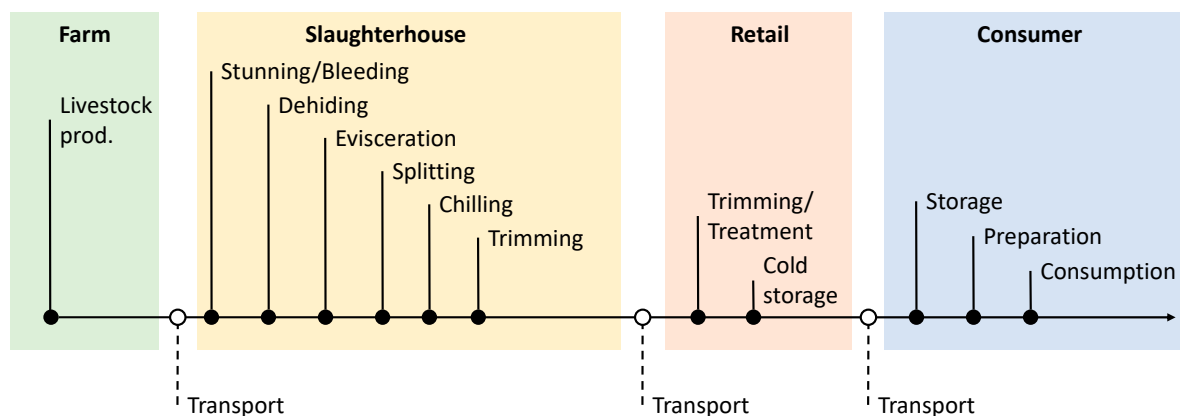 Farm
Slaughterhouse
Retail
Consumer
Livestock
prod.
Stunning/Bleeding
Dehiding
Evisceration
Splitting
Chilling
Trimming
Trimming/
Treatment
Cold
storage
Storage
Preparation
Consumption
Transport
Transport
Transport